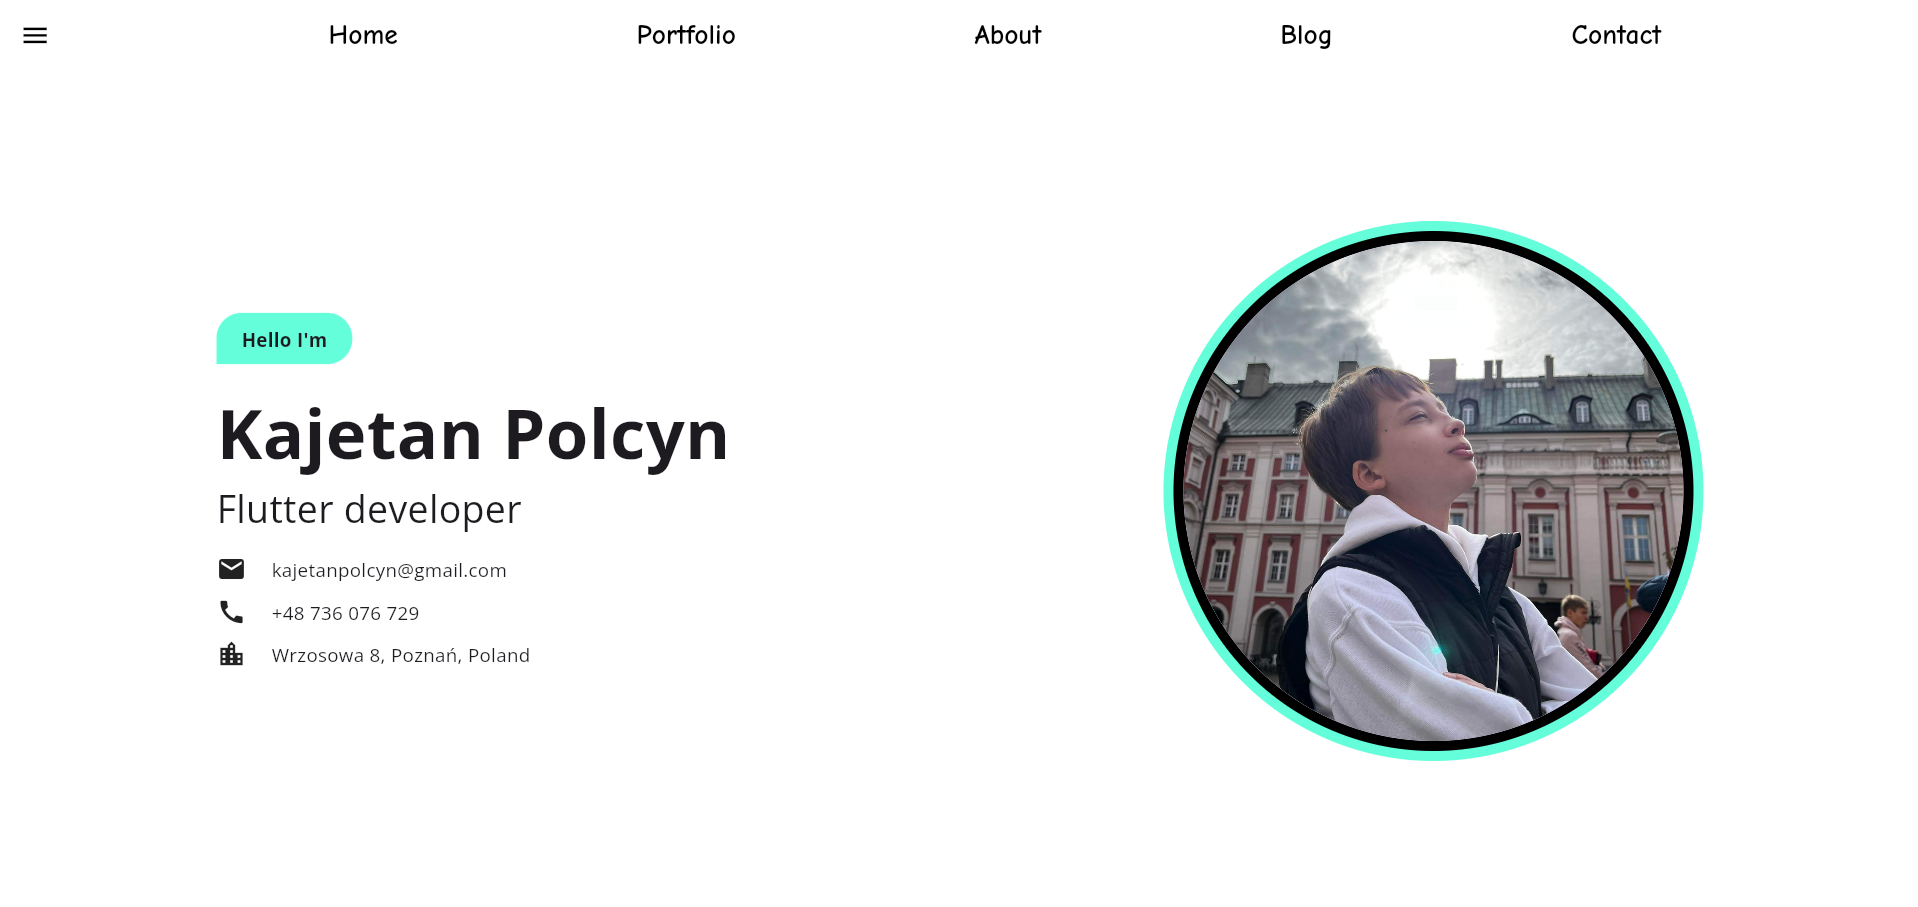 Home Portfolio About Blog Contact
Hello I'm
Kajetan Polcyn
Flutter developer
kajetanpolcyn@gmail.com
+48 736 076 729
Wrzosowa 8, Poznań, Poland